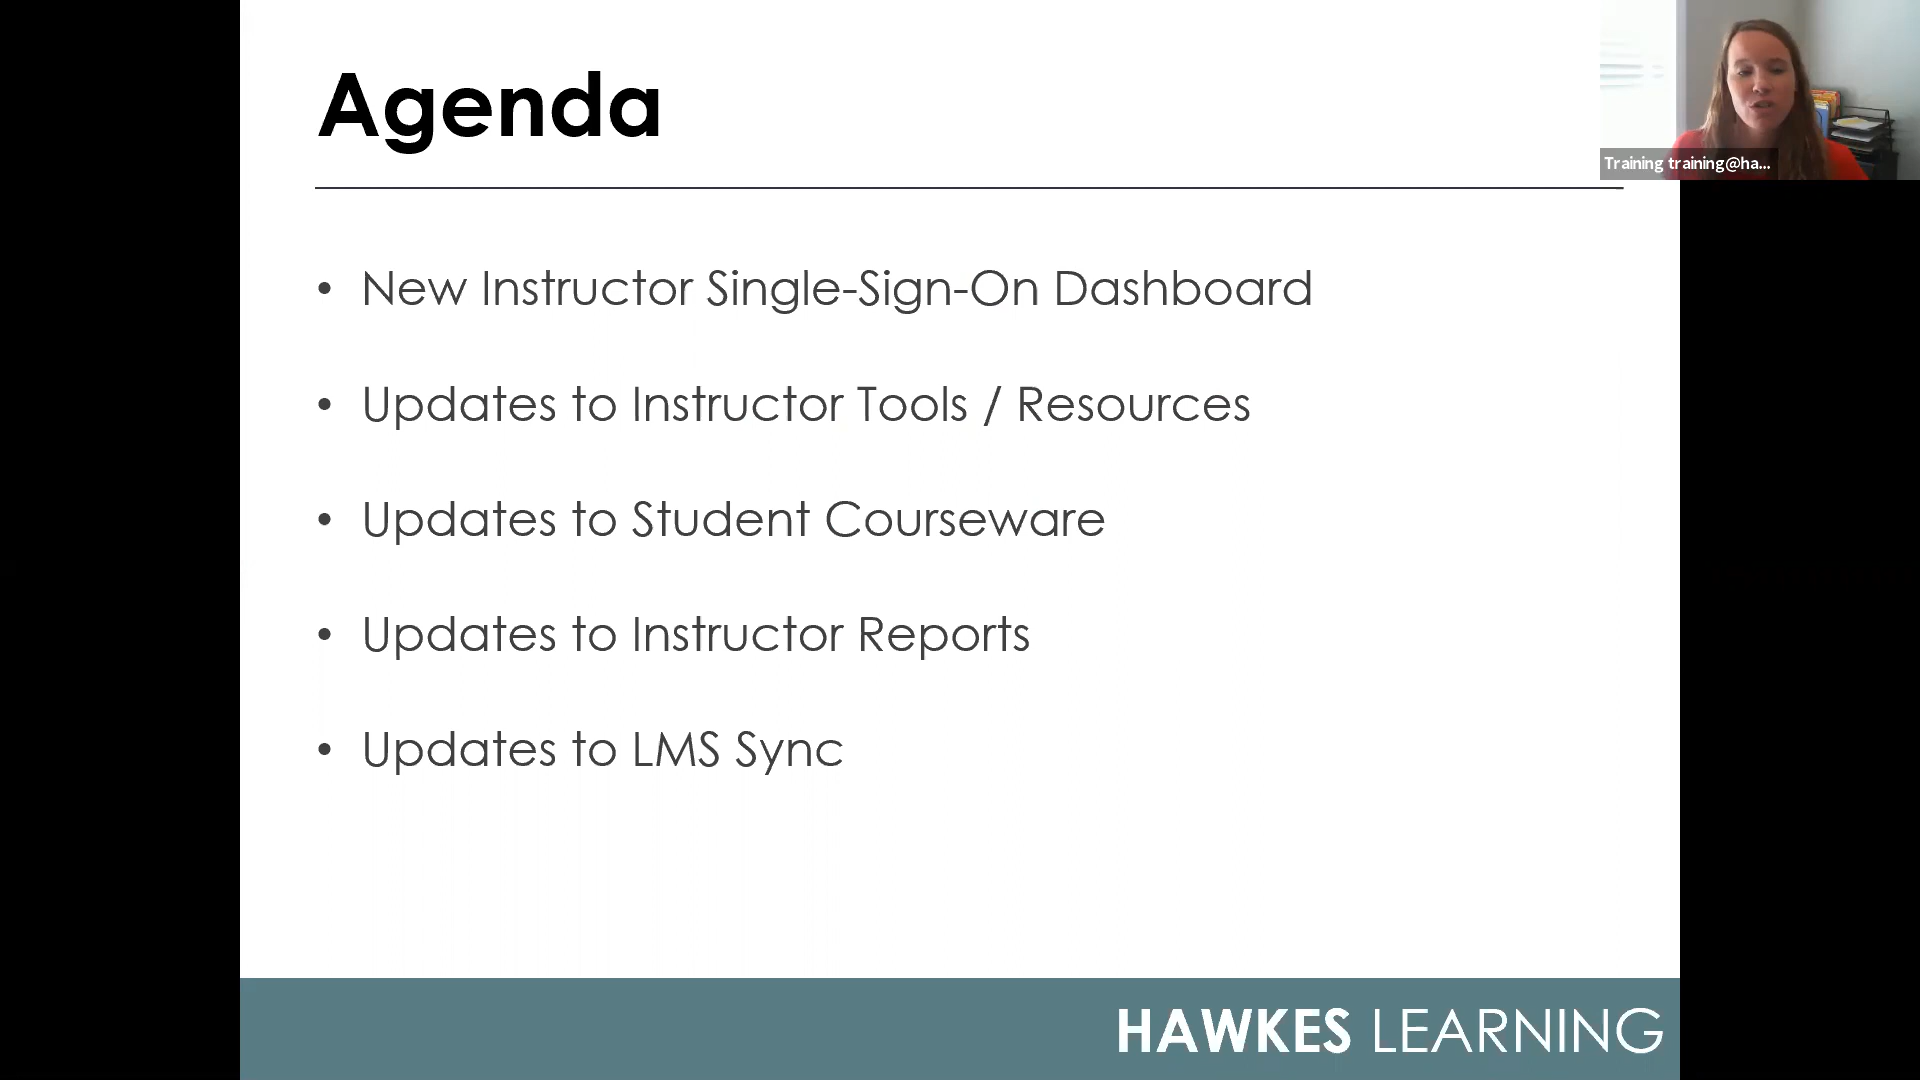 Agenda
Training training@ha...
• New Instructor Single-Sign-On Dashboard
• Updates to Instructor Tools / Resources
• Updates to Student Courseware
• Updates to Instructor Reports
• Updates to LMS Sync
HAWKES LEARNING